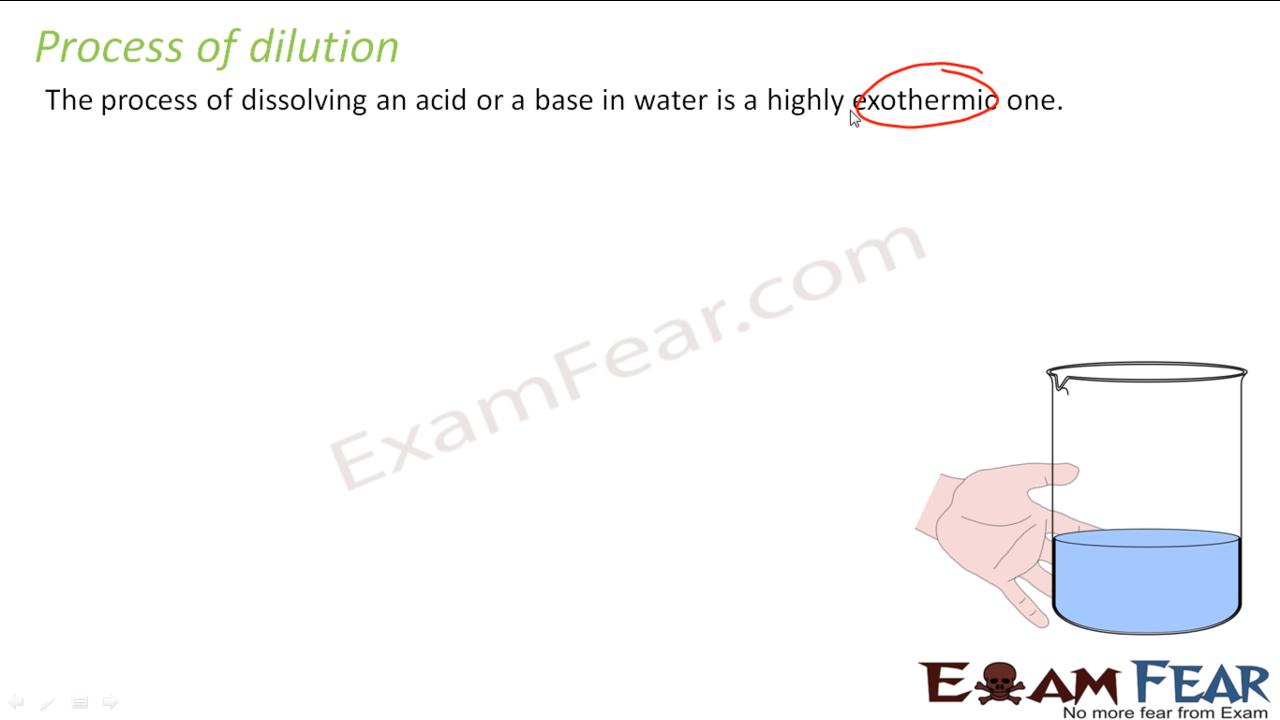 Process of dilution
The process of dissolving an acid or a base in water is a highly exothermic one.
ExamFear.com
EXAM FEAR
No more fear from Exam